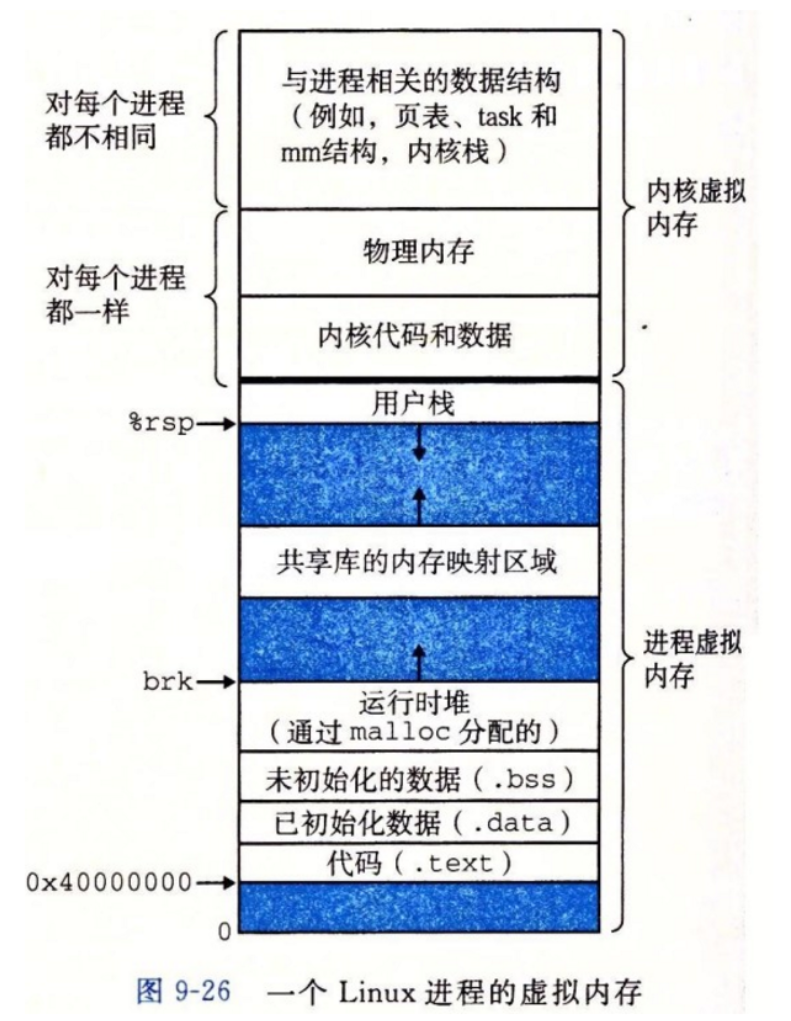 对每个进程
都不相同
与进程相关的数据结构
（例如，页表、task 和
mm结构，内核栈）
内核虚拟
内存
对每个进程
都一样
物理内存
内核代码和数据
用户栈
%rsp
共享库的内存映射区域
进程虚拟
内存
brk
运行时堆
（通过 malloc 分配的）
未初始化的数据（.bss）
已初始化数据（.data）
代码（.text）
0x40000000
0
图 9-26 一个 Linux 进程的虚拟内存